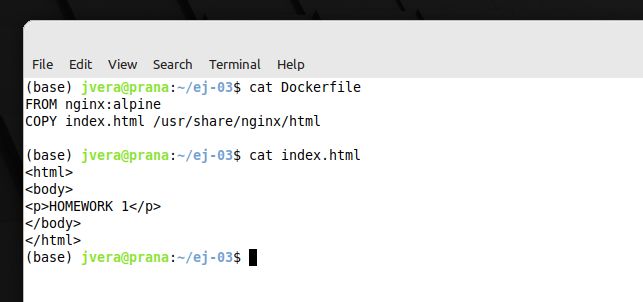 File Edit View Search Terminal Help
(base) jvera@prana:~/ej-03$ cat Dockerfile
FROM nginx:alpine
COPY index.html /usr/share/nginx/html
(base) jvera@prana:~/ej-03$ cat index.html
<html>
<body>
<p>HOMEWORK 1</p>
</body>
</html>
(base) jvera@prana:~/ej-03$